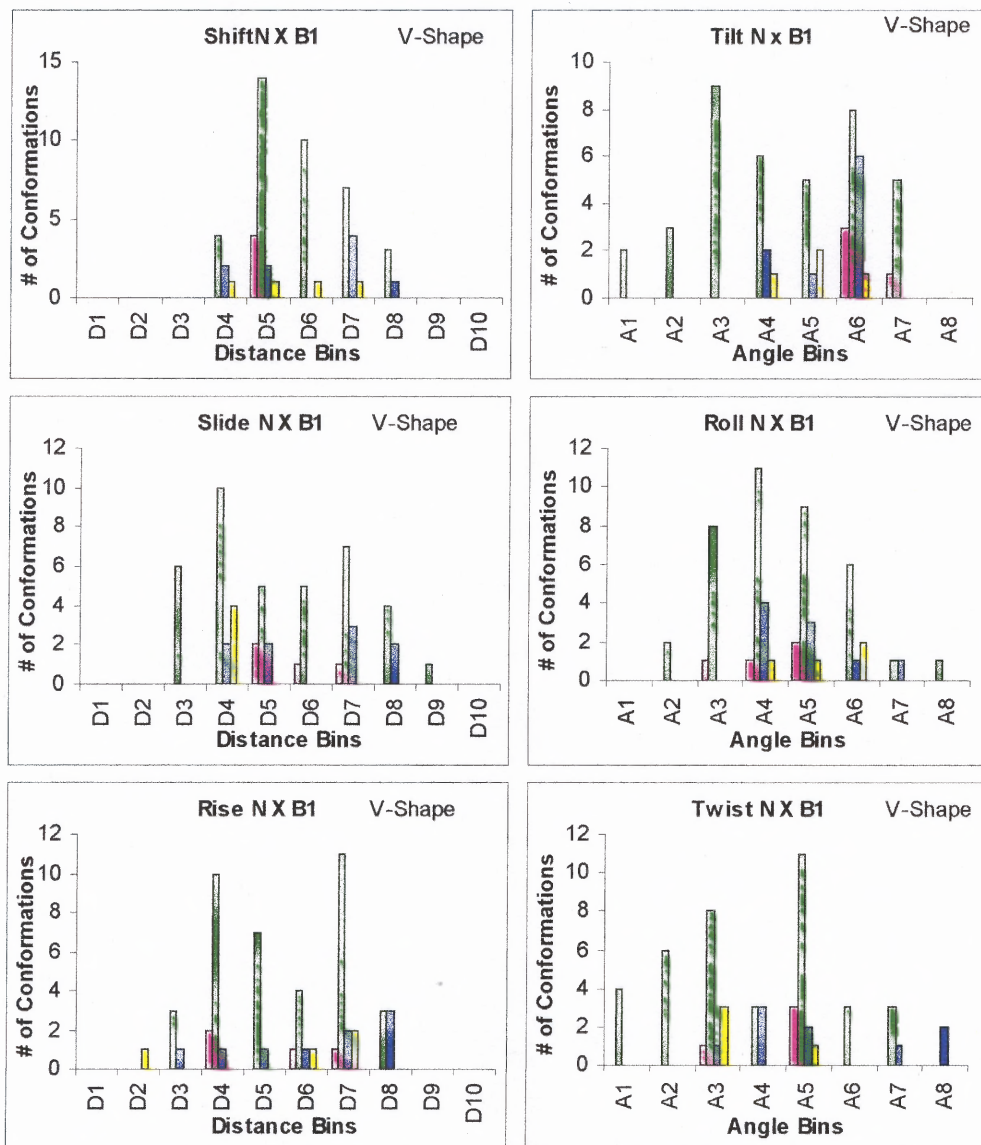 ShiftN X B1 V-Shape
# of Conformations
15
10
5
0
D1 D2 D3 D4 D5 D6 D7 D8 D9 D10
Distance Bins
Tilt N x B1 V-Shape
# of Conformations
10
8
6
4
2
0
A1 A2 A3 A4 A5 A6 A7 A8
Angle Bins
Slide N X B1 V-Shape
# of Conformations
12
10
8
6
4
2
0
D1 D2 D3 D4 D5 D6 D7 D8 D9 D10
Distance Bins
Roll N X B1 V-Shape
# of Conformations
12
10
8
6
4
2
0
A1 A2 A3 A4 A5 A6 A7 A8
Angle Bins
Rise N X B1 V-Shape
# of Conformations
12
10
8
6
4
2
0
D1 D2 D3 D4 D5 D6 D7 D8 D9 D10
Distance Bins
Twist N X B1 V-Shape
# of Conformations
12
10
8
6
4
2
0
A1 A2 A3 A4 A5 A6 A7 A8
Angle Bins